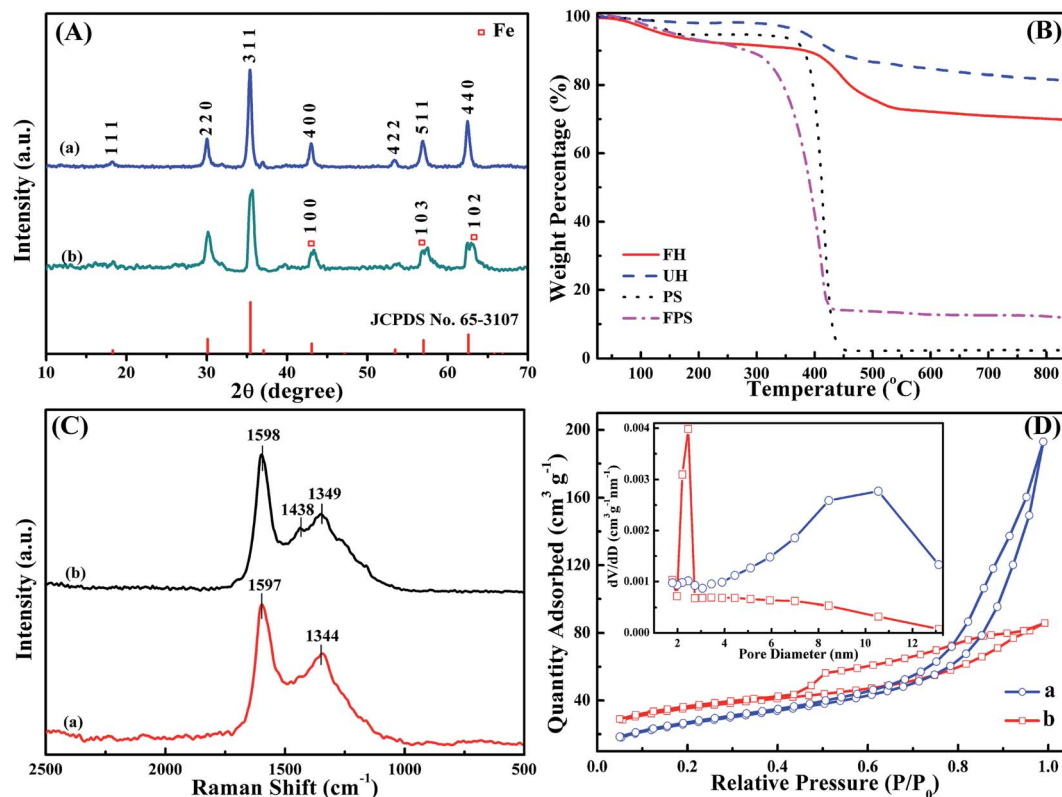 (A)
Fe
1 1 1
2 2 0
3 1 1
4 0 0
4 2 2
5 1 1
4 4 0
(a)
1 0 0
1 0 3
1 0 2
(b)
JCPDS No. 65-3107
10 20 30 40 50 60 70
2θ (degree)
Intensity (a.u.)
(B)
100
90
80
70
60
50
40
30
20
10
0
FH
UH
PS
FPS
100 200 300 400 500 600 700 800
Temperature (°C)
Weight Percentage (%)
(C)
1598
1438
1349
(b)
1597
1344
(a)
2500 2000 1500 1000 500
Raman Shift (cm⁻¹)
Intensity (a.u.)
(D)
200
160
120
80
40
0
0.004
0.003
0.002
0.001
0.000
2 4 6 8 10 12
Pore Diameter (nm)
dV/dD (cm³g⁻¹nm⁻¹)
a
b
0.0 0.2 0.4 0.6 0.8 1.0
Relative Pressure (P/P₀)
Quantity Adsorbed (cm³ g⁻¹)